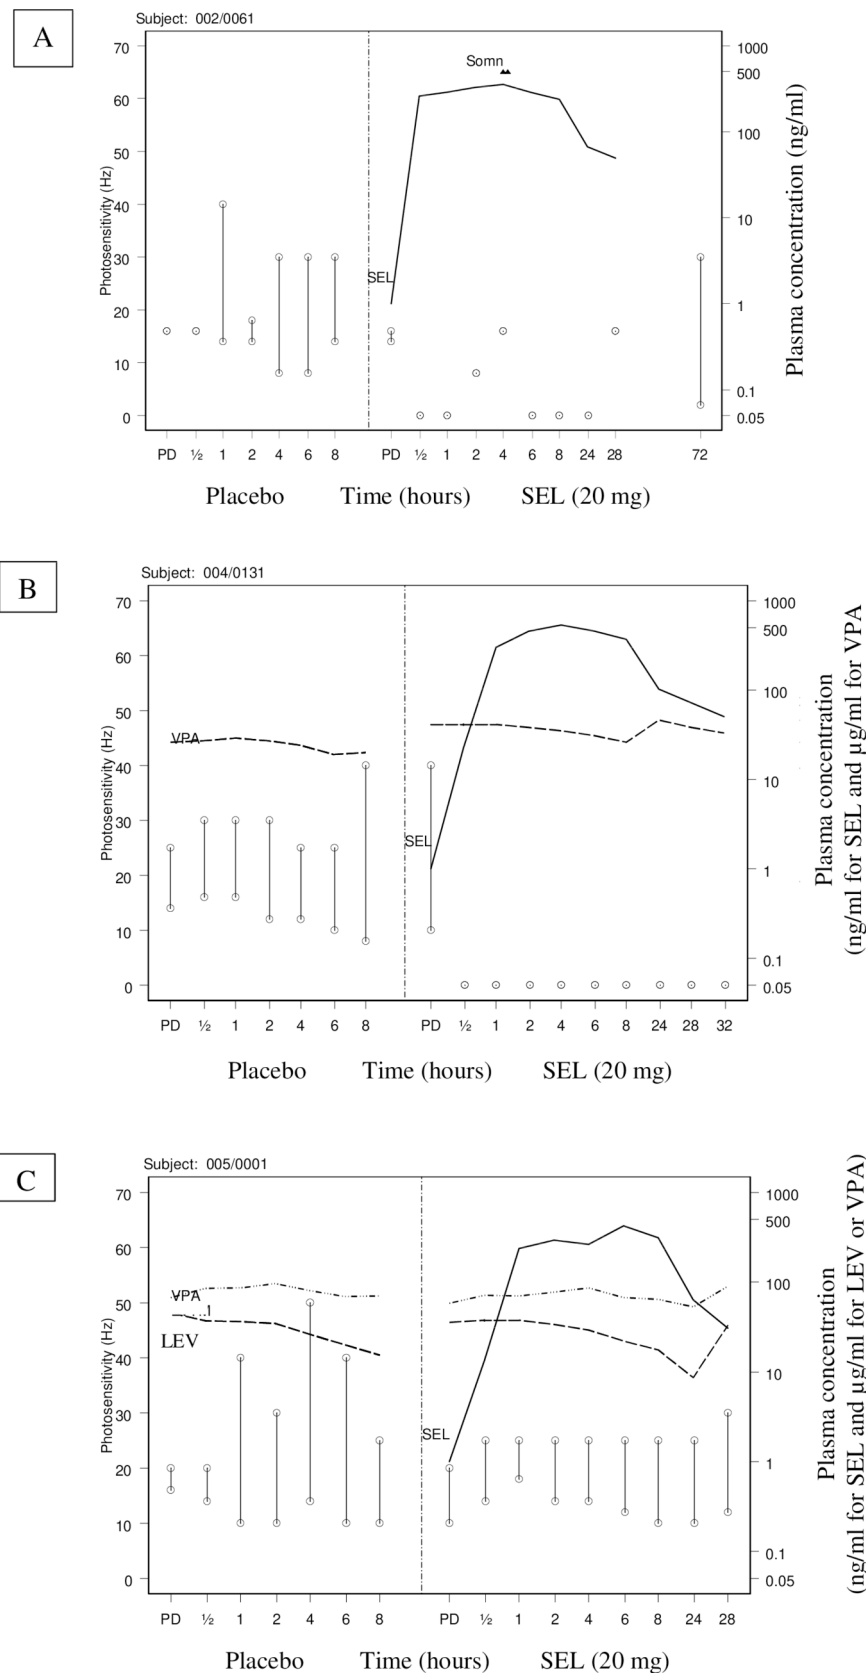 A
Subject: 002/0061
Photosensitivity (Hz)
70
60
50
40
30
20
10
0
Somn
SEL
1000
500
100
10
1
0.1
0.05
Plasma concentration (ng/ml)
PD ½ 1 2 4 6 8 PD ½ 1 2 4 6 8 24 28 72
Placebo Time (hours) SEL (20 mg)
B
Subject: 004/0131
Photosensitivity (Hz)
70
60
50
40
30
20
10
0
VPA
SEL
1000
500
100
10
1
0.1
0.05
Plasma concentration
(ng/ml for SEL and µg/ml for VPA
PD ½ 1 2 4 6 8 PD ½ 1 2 4 6 8 24 28 32
Placebo Time (hours) SEL (20 mg)
C
Subject: 005/0001
Photosensitivity (Hz)
70
60
50
40
30
20
10
0
VPA
1
LEV
SEL
1000
500
100
10
1
0.1
0.05
Plasma concentration
(ng/ml for SEL and µg/ml for LEV or VPA)
PD ½ 1 2 4 6 8 PD ½ 1 2 4 6 8 24 28
Placebo Time (hours) SEL (20 mg)